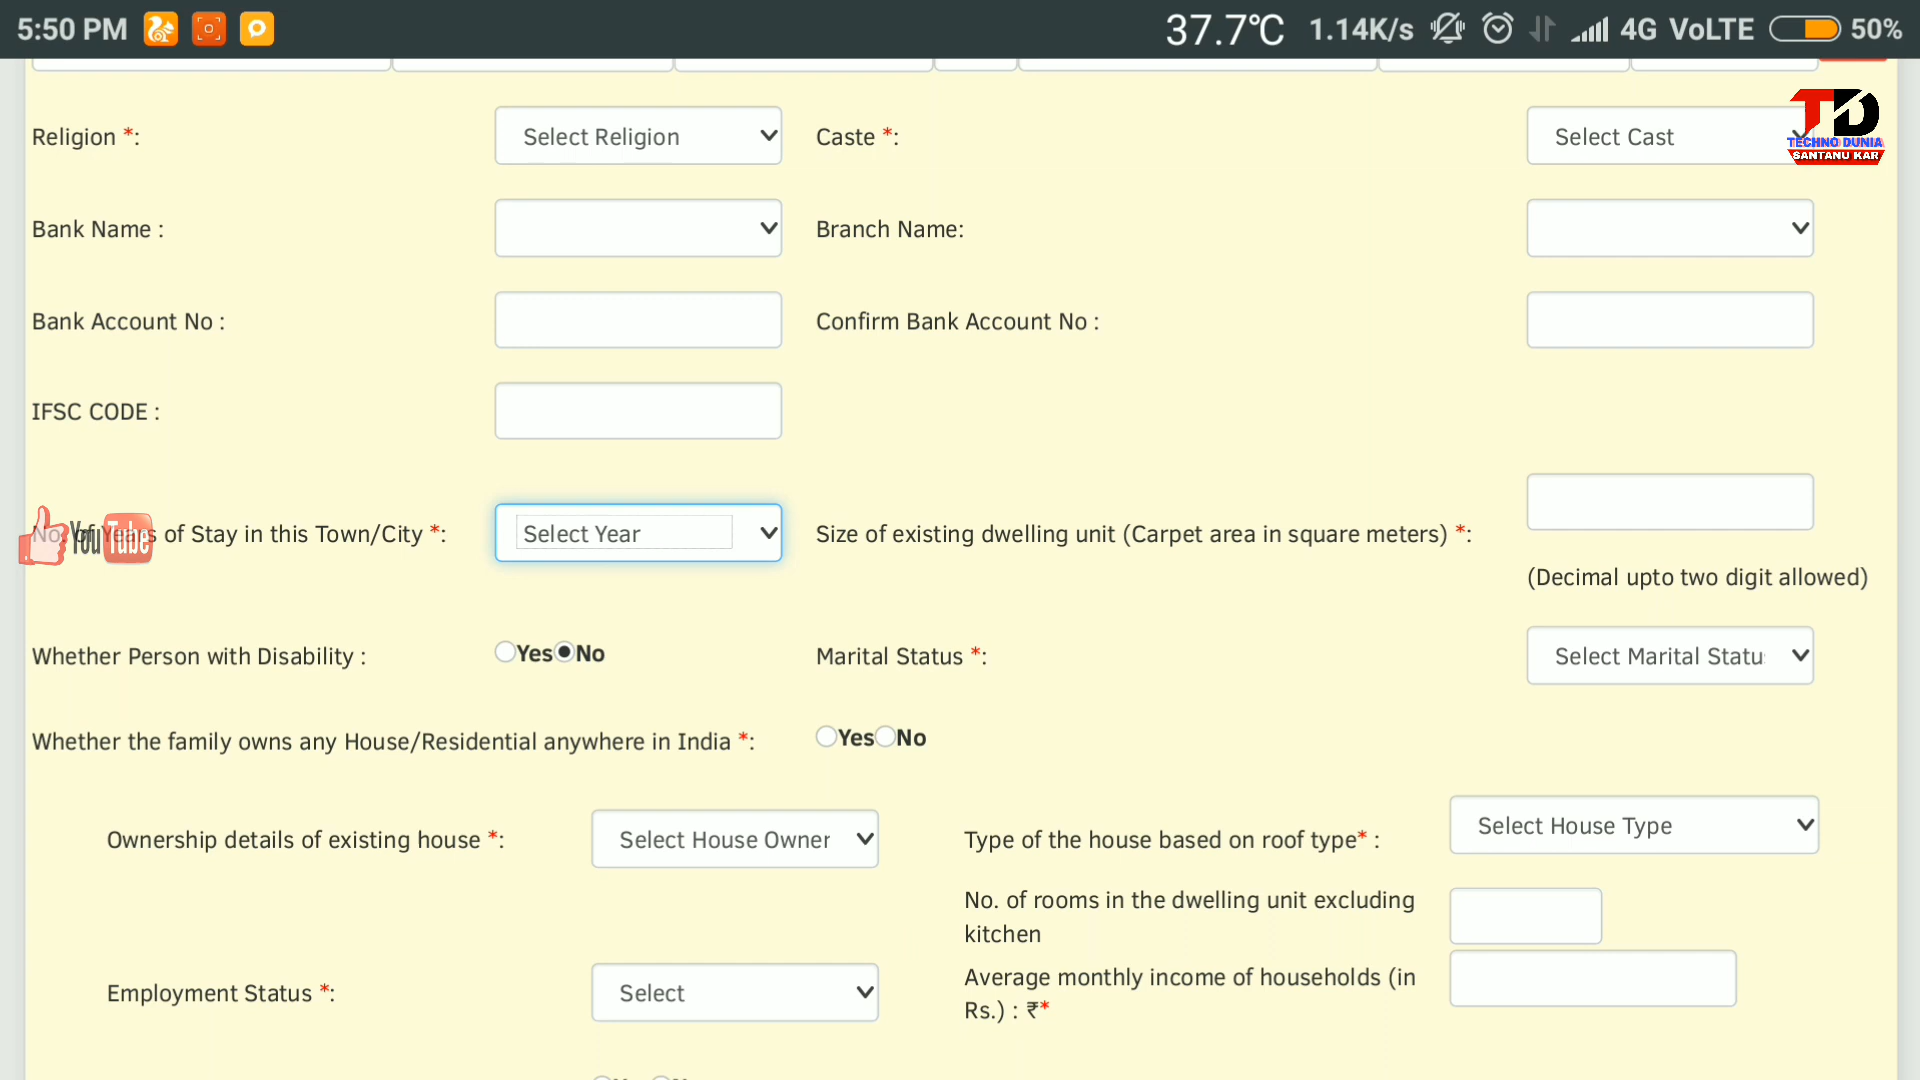 5:50 PM 37.7°C 1.14K/s 4G VoLTE 50%
Religion *: Select Religion Caste *: Select Cast
TD
TECHNO DUNIA
SANTANU KAR
Bank Name : Branch Name:
Bank Account No : Confirm Bank Account No :
IFSC CODE :
No. of Years of Stay in this Town/City *: Select Year Size of existing dwelling unit (Carpet area in square meters) *:
YouTube
(Decimal upto two digit allowed)
Whether Person with Disability : Yes No Marital Status *: Select Marital Statu
Whether the family owns any House/Residential anywhere in India *: Yes No
Ownership details of existing house *: Select House Owner Type of the house based on roof type* : Select House Type
No. of rooms in the dwelling unit excluding
kitchen
Employment Status *: Select Average monthly income of households (in
Rs.) : ₹*